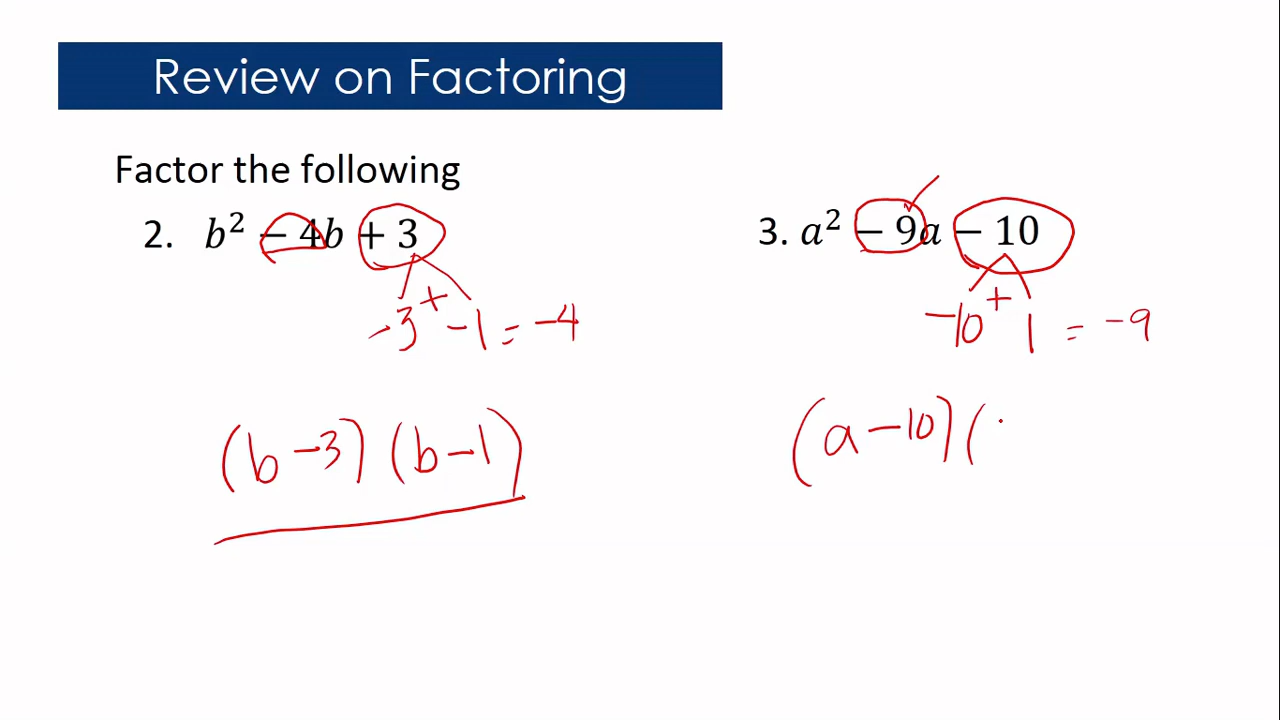 Review on Factoring
Factor the following
2. b² − 4b + 3
-3 + -1 = -4
(b - 3) (b - 1)
3. a² − 9a − 10
-10 + 1 = -9
(a - 10) (